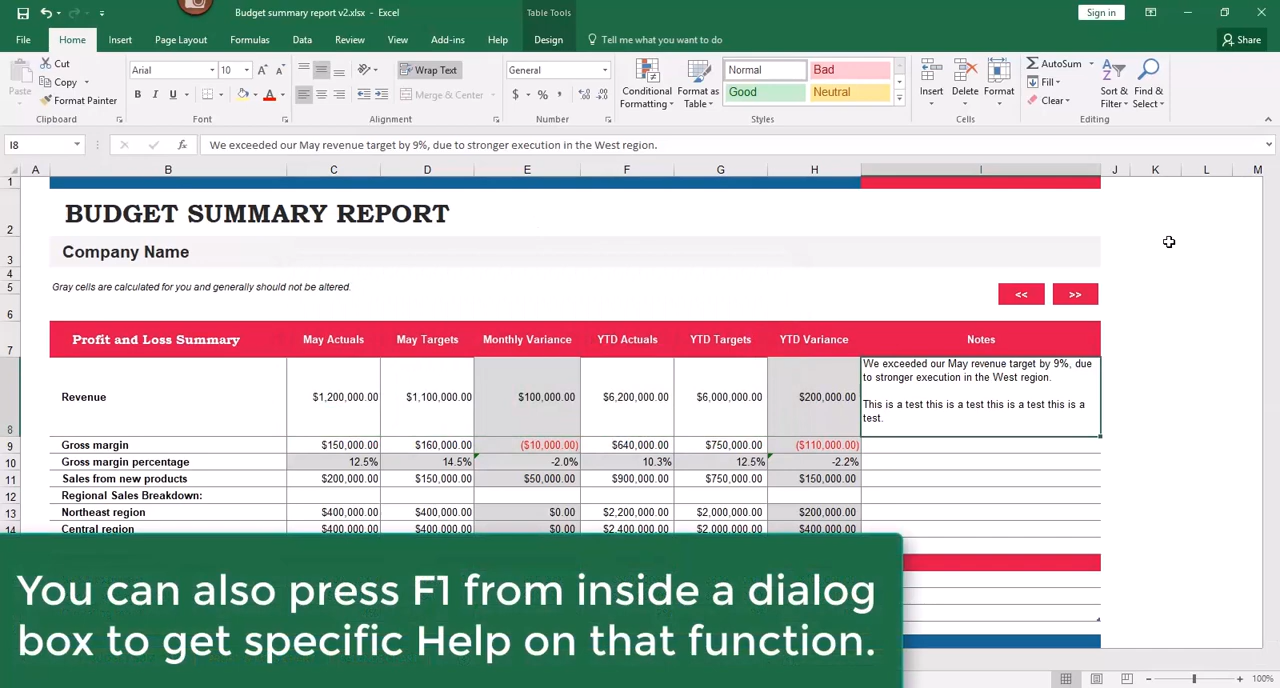 Budget summary report v2.xlsx - Excel
Table Tools
Sign in
File Home Insert Page Layout Formulas Data Review View Add-ins Help Design Tell me what you want to do Share
Cut
Copy
Format Painter
Paste
Clipboard
Arial 10
B I U
Font
Wrap Text
Merge & Center
Alignment
General
$ % ,
Number
Conditional Formatting
Format as Table
Normal Bad
Good Neutral
Styles
Insert Delete Format
Cells
AutoSum
Fill
Clear
Sort & Filter
Find & Select
Editing
I8 fx We exceeded our May revenue target by 9%, due to stronger execution in the West region.
A B C D E F G H I J K L M
1
2 BUDGET SUMMARY REPORT
3 Company Name
4
5 Gray cells are calculated for you and generally should not be altered.
6 << >>
7 Profit and Loss Summary May Actuals May Targets Monthly Variance YTD Actuals YTD Targets YTD Variance Notes
8 Revenue $1,200,000.00 $1,100,000.00 $100,000.00 $6,200,000.00 $6,000,000.00 $200,000.00
We exceeded our May revenue target by 9%, due
to stronger execution in the West region.
This is a test this is a test this is a test this is a
test.
9 Gross margin $150,000.00 $160,000.00 ($10,000.00) $640,000.00 $750,000.00 ($110,000.00)
10 Gross margin percentage 12.5% 14.5% -2.0% 10.3% 12.5% -2.2%
11 Sales from new products $200,000.00 $150,000.00 $50,000.00 $900,000.00 $750,000.00 $150,000.00
12 Regional Sales Breakdown:
13 Northeast region $400,000.00 $400,000.00 $0.00 $2,200,000.00 $2,000,000.00 $200,000.00
14 Central region $400,000.00 $400,000.00 $0.00 $2,400,000.00 $2,000,000.00 $400,000.00
You can also press F1 from inside a dialog
box to get specific Help on that function.
100%